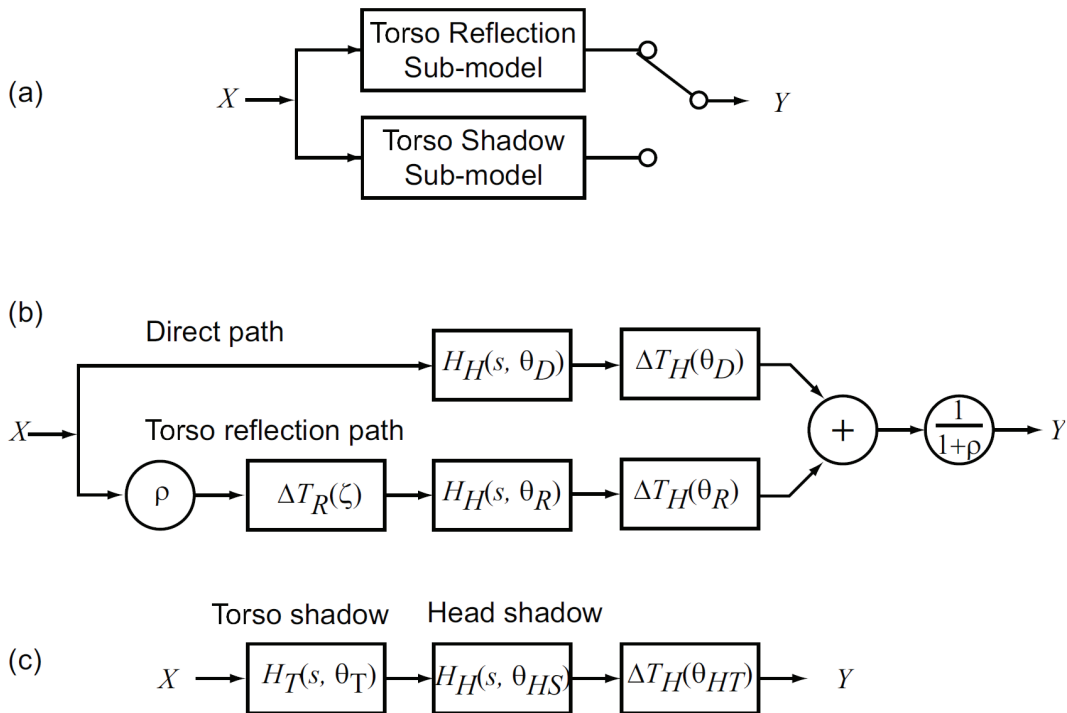 (a)
X
Torso Reflection
Sub-model
Torso Shadow
Sub-model
Y
(b)
Direct path
H_H(s, θ_D)
ΔT_H(θ_D)
X
Torso reflection path
ρ
ΔT_R(ζ)
H_H(s, θ_R)
ΔT_H(θ_R)
+
1
1+ρ
Y
(c)
Torso shadow
Head shadow
X
H_T(s, θ_T)
H_H(s, θ_HS)
ΔT_H(θ_HT)
Y